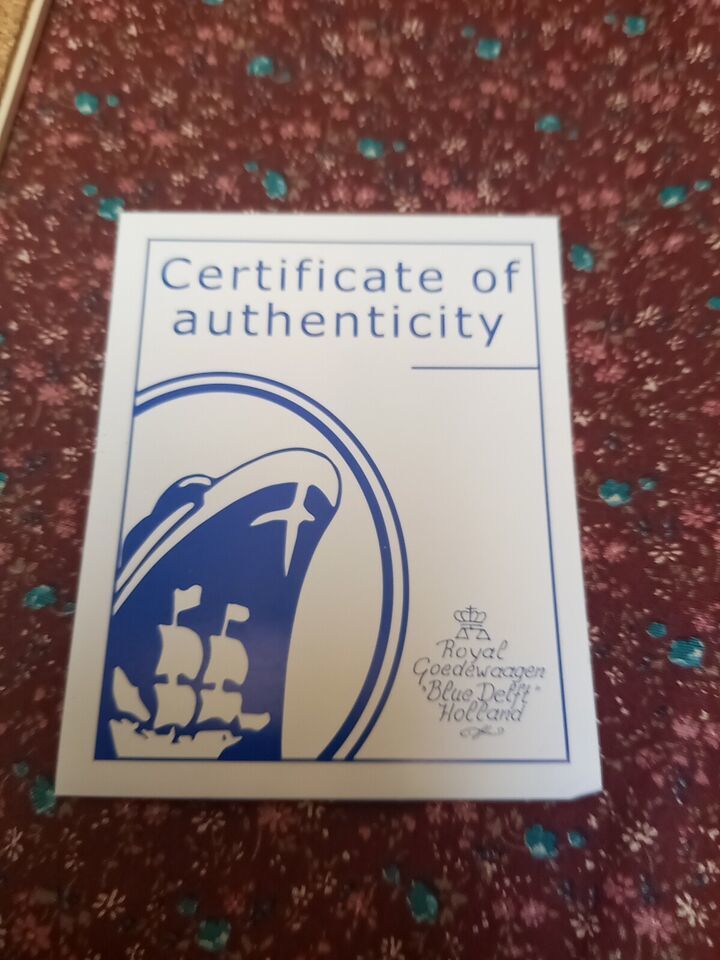 Certificate of
authenticity
Royal
Goedewaagen
"Blue Delft"
Holland